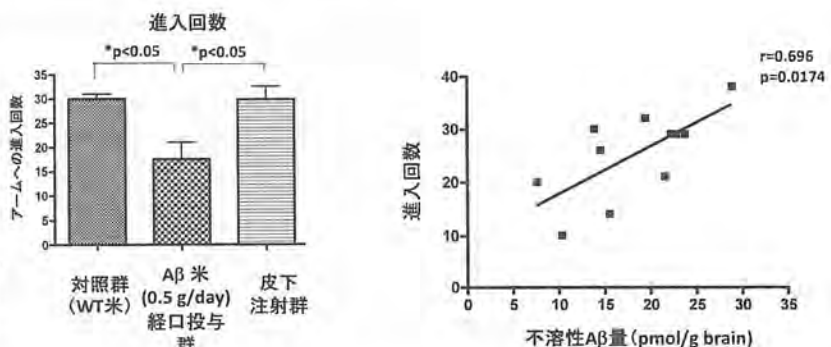 進入回数
*p<0.05 *p<0.05
アームへの進入回数
35
30
25
20
15
10
5
0
対照群
(WT米)
Aβ 米
(0.5 g/day)
経口投与
群
皮下
注射群
r=0.696
p=0.0174
進入回数
40
30
20
10
0
0 5 10 15 20 25 30 35
不溶性Aβ量(pmol/g brain)